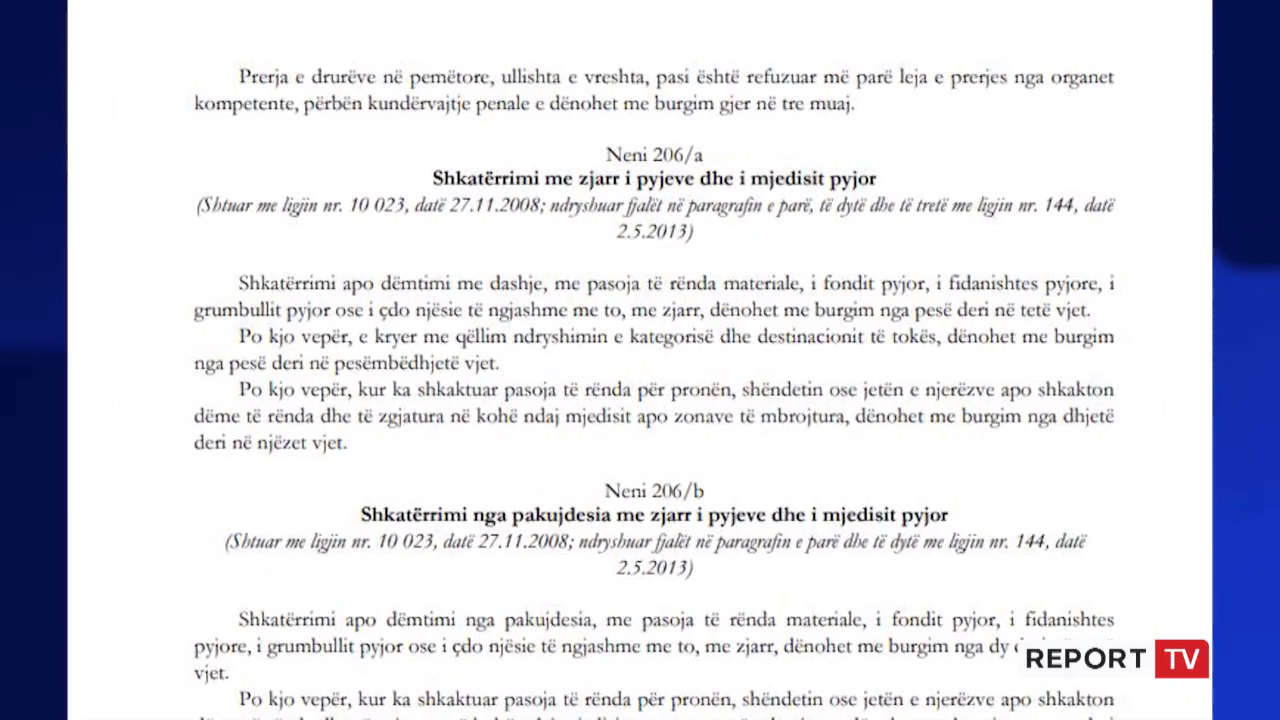 Prerja e drurëve në pemëtore, ullishta e vreshta, pasi është refuzuar më parë leja e prerjes nga organet
kompetente, përbën kundërvajtje penale e dënohet me burgim gjer në tre muaj.
Neni 206/a
Shkatërrimi me zjarr i pyjeve dhe i mjedisit pyjor
(Shtuar me ligjin nr. 10 023, datë 27.11.2008; ndryshuar fjalët në paragrafin e parë, të dytë dhe të tretë me ligjin nr. 144, datë
2.5.2013)
Shkatërrimi apo dëmtimi me dashje, me pasoja të rënda materiale, i fondit pyjor, i fidanishtes pyjore, i
grumbullit pyjor ose i çdo njësie të ngjashme me to, me zjarr, dënohet me burgim nga pesë deri në tetë vjet.
Po kjo vepër, e kryer me qëllim ndryshimin e kategorisë dhe destinacionit të tokës, dënohet me burgim
nga pesë deri në pesëmbëdhjetë vjet.
Po kjo vepër, kur ka shkaktuar pasoja të rënda për pronën, shëndetin ose jetën e njerëzve apo shkakton
dëme të rënda dhe të zgjatura në kohë ndaj mjedisit apo zonave të mbrojtura, dënohet me burgim nga dhjetë
deri në njëzet vjet.
Neni 206/b
Shkatërrimi nga pakujdesia me zjarr i pyjeve dhe i mjedisit pyjor
(Shtuar me ligjin nr. 10 023, datë 27.11.2008; ndryshuar fjalët në paragrafin e parë dhe të dytë me ligjin nr. 144, datë
2.5.2013)
Shkatërrimi apo dëmtimi nga pakujdesia, me pasoja të rënda materiale, i fondit pyjor, i fidanishtes
pyjore, i grumbullit pyjor ose i çdo njësie të ngjashme me to, me zjarr, dënohet me burgim nga dy
vjet.
Po kjo vepër, kur ka shkaktuar pasoja të rënda për pronën, shëndetin ose jetën e njerëzve apo shkakton
REPORT TV